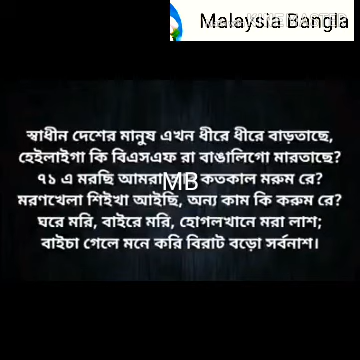 Malaysia Bangla
স্বাধীন দেশের মানুষ এখন ধীরে ধীরে বাড়তাছে,
হেইলাইগা কি বিএসএফ রা বাঙালিগো মারতাছে?
৭১ এ মরছি আমরা কতকাল মরুম রে?
MB
মরণখেলা শিইখা আইছি, অন্য কাম কি করুম রে?
ঘরে মরি, বাইরে মরি, হোগলখানে মরা লাশ;
বাইচা গেলে মনে করি বিরাট বড়ো সর্বনাশ।